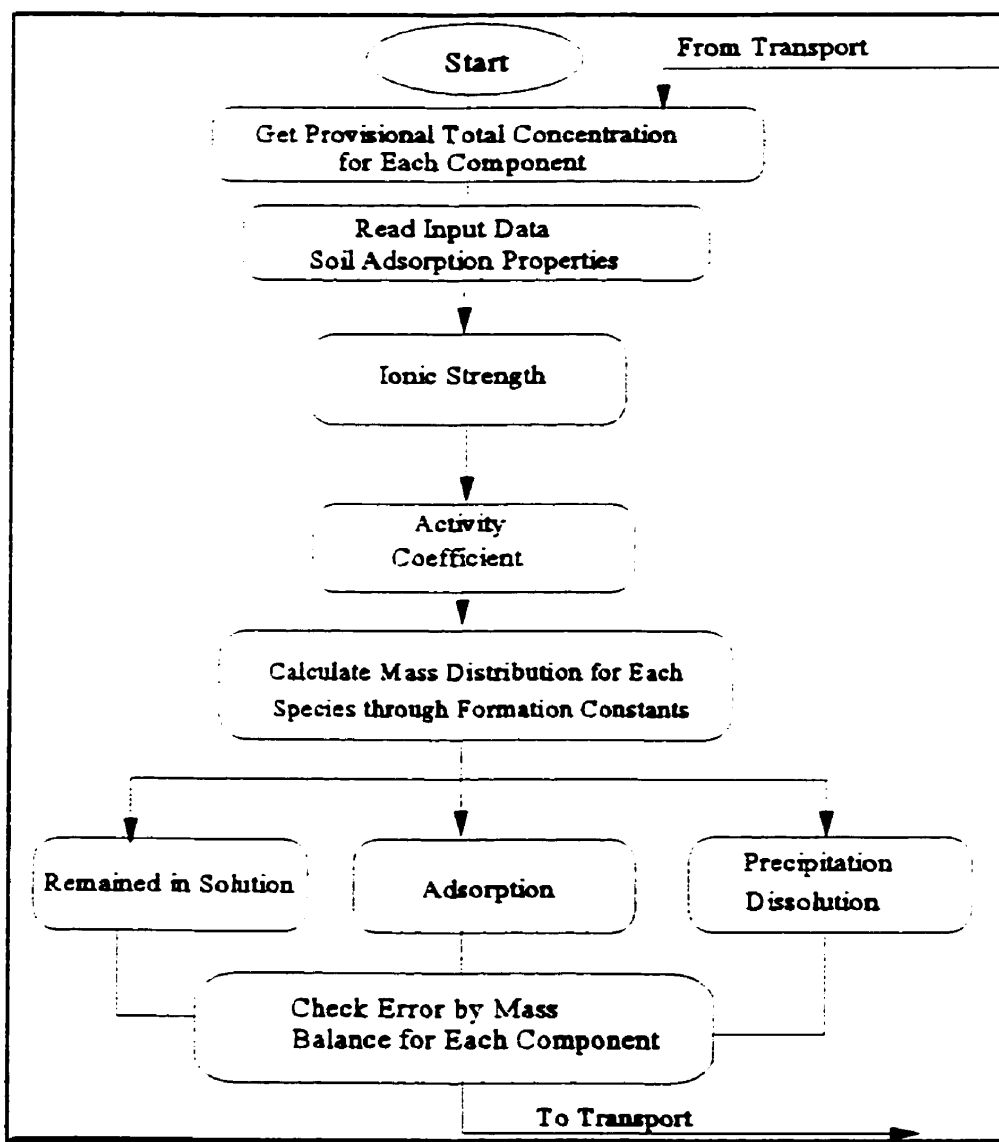 Start
From Transport
Get Provisional Total Concentration
for Each Component
Read Input Data
Soil Adsorption Properties
Ionic Strength
Activity
Coefficient
Calculate Mass Distribution for Each
Species through Formation Constants
Remained in Solution
Adsorption
Precipitation
Dissolution
Check Error by Mass
Balance for Each Component
To Transport